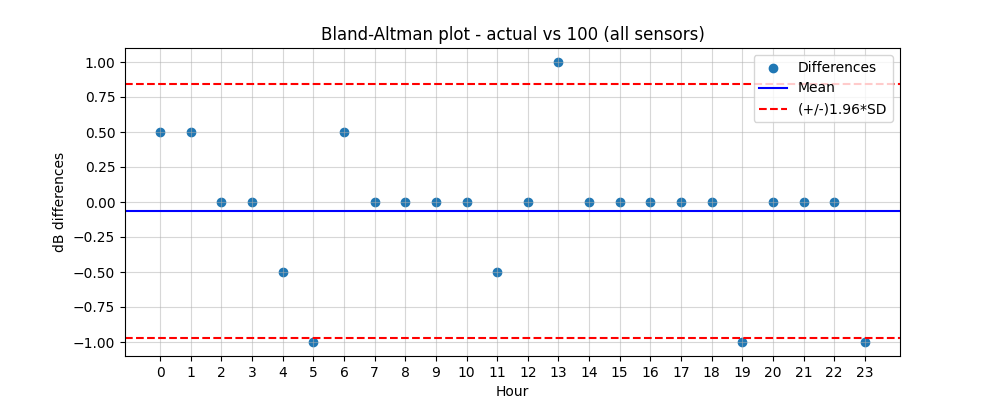 Bland-Altman plot - actual vs 100 (all sensors)
1.00
0.75
0.50
0.25
0.00
−0.25
−0.50
−0.75
−1.00
dB differences
Differences
Mean
(+/-)1.96*SD
0 1 2 3 4 5 6 7 8 9 10 11 12 13 14 15 16 17 18 19 20 21 22 23
Hour